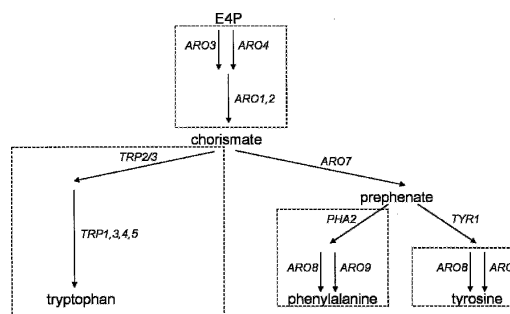 E4P
ARO3 ARO4
ARO1,2
chorismate
TRP2/3 ARO7
prephenate
PHA2 TYR1
TRP1,3,4,5
ARO8 ARO9 ARO8
tryptophan phenylalanine tyrosine